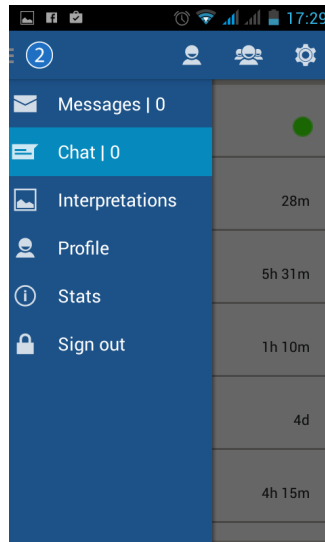 17:29
2
Messages | 0
Chat | 0
Interpretations
28m
Profile
5h 31m
Stats
Sign out
1h 10m
4d
4h 15m